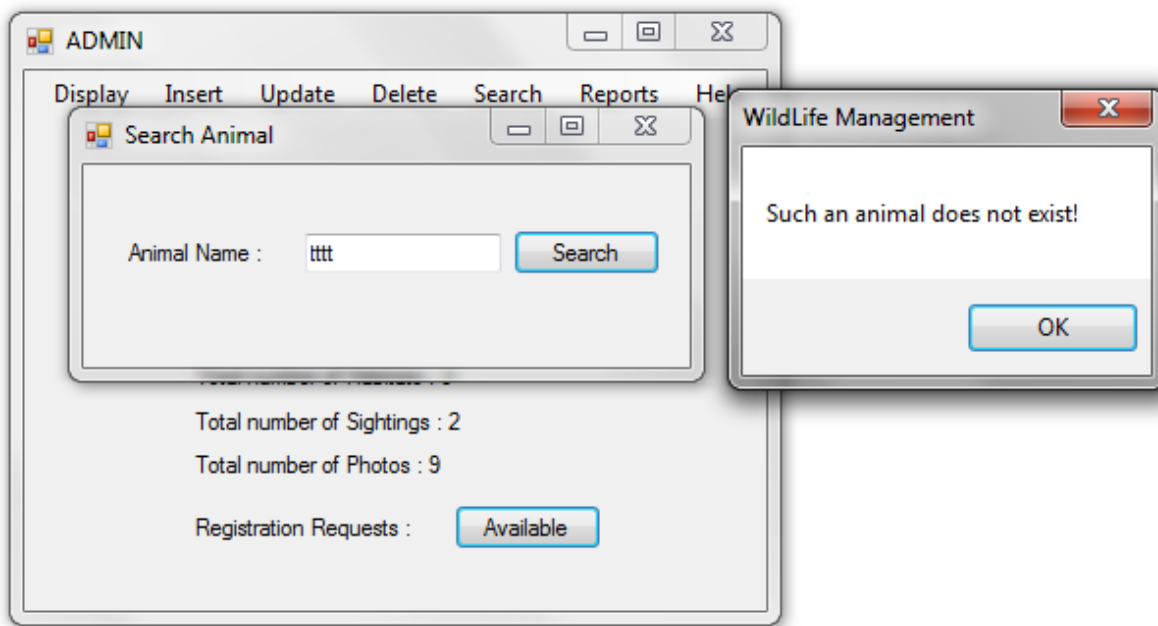 ADMIN
Display Insert Update Delete Search Reports
Search Animal
Animal Name : tttt Search
Total number of Sightings : 2
Total number of Photos : 9
Registration Requests : Available
WildLife Management
Such an animal does not exist!
OK